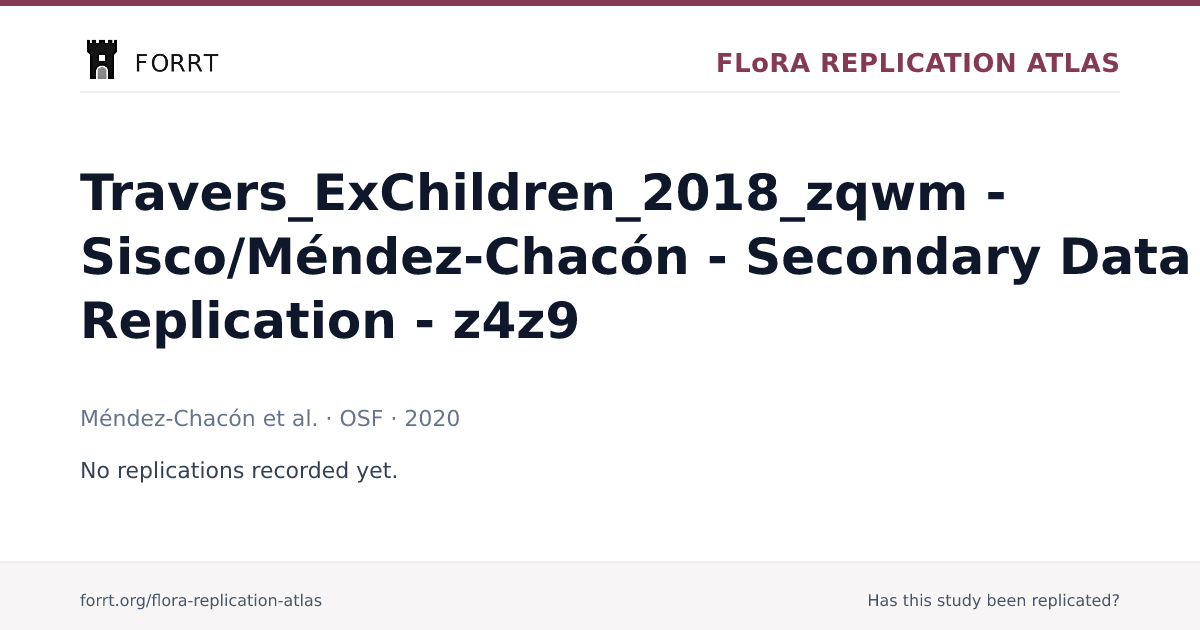 FORRT
FLoRA REPLICATION ATLAS
Travers_ExChildren_2018_zqwm -
Sisco/Méndez-Chacón - Secondary Data
Replication - z4z9
Méndez-Chacón et al. · OSF · 2020
No replications recorded yet.
forrt.org/flora-replication-atlas
Has this study been replicated?